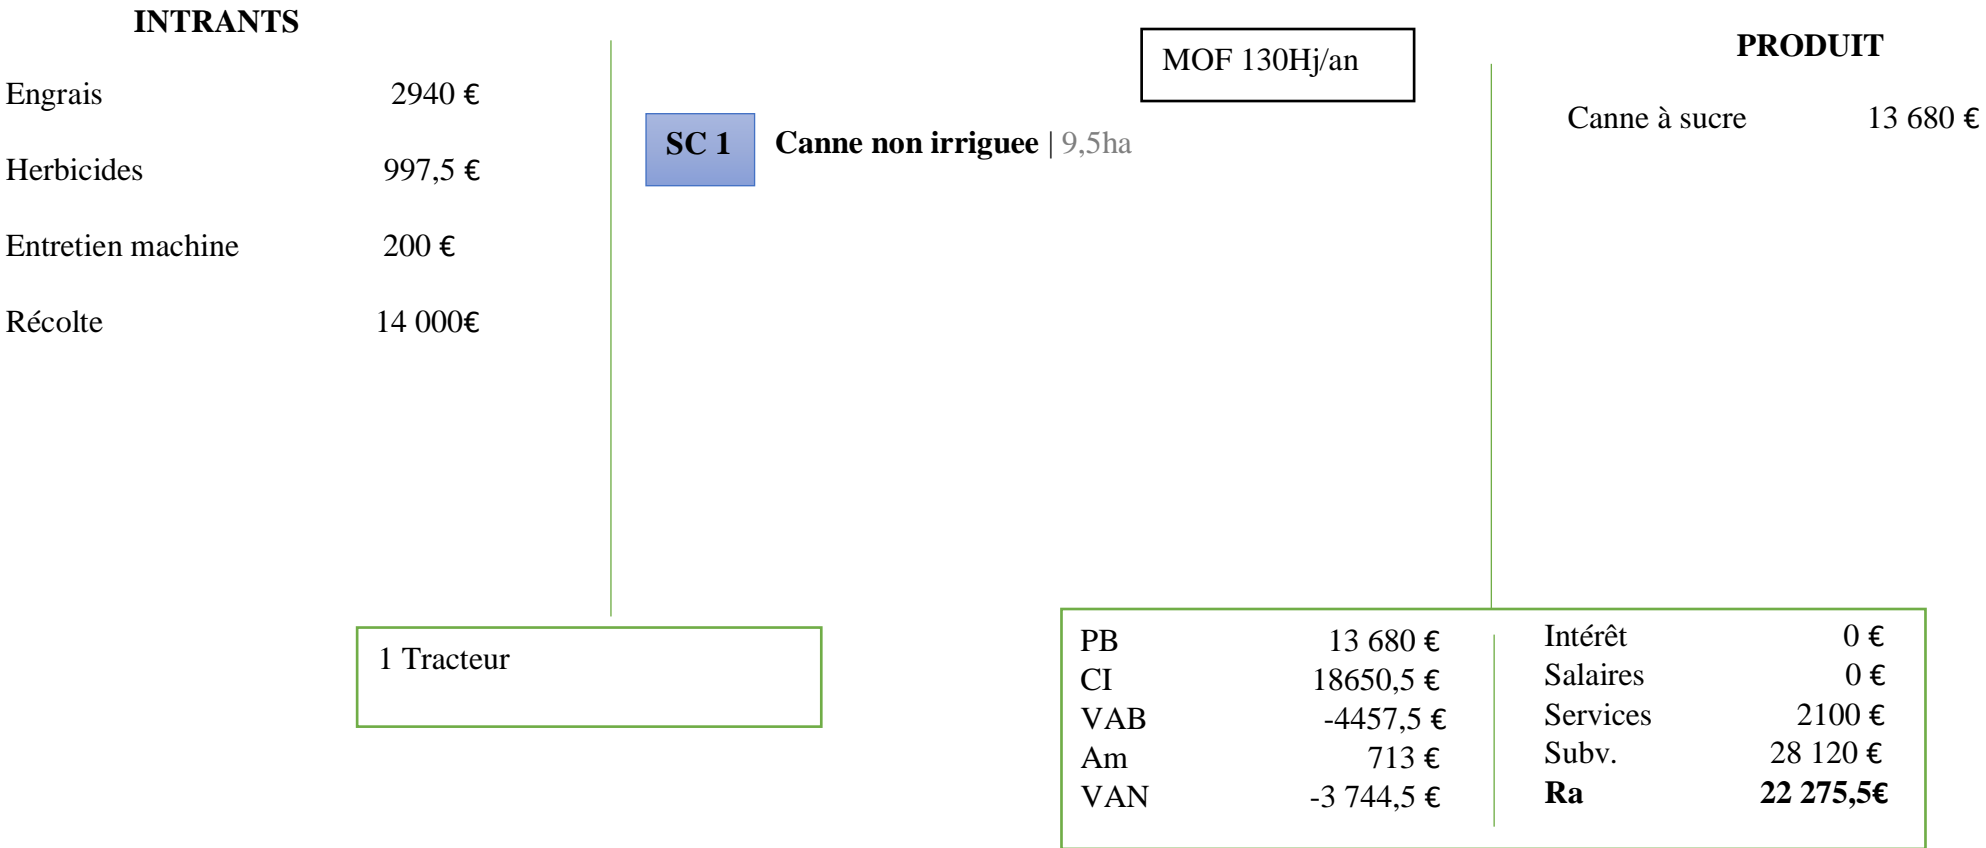 INTRANTS
Engrais 2940 €
Herbicides 997,5 €
Entretien machine 200 €
Récolte 14 000€
MOF 130Hj/an
SC 1 Canne non irriguee | 9,5ha
PRODUIT
Canne à sucre 13 680 €
1 Tracteur
PB 13 680 €
CI 18650,5 €
VAB -4457,5 €
Am 713 €
VAN -3 744,5 €
Intérêt 0 €
Salaires 0 €
Services 2100 €
Subv. 28 120 €
Ra 22 275,5€